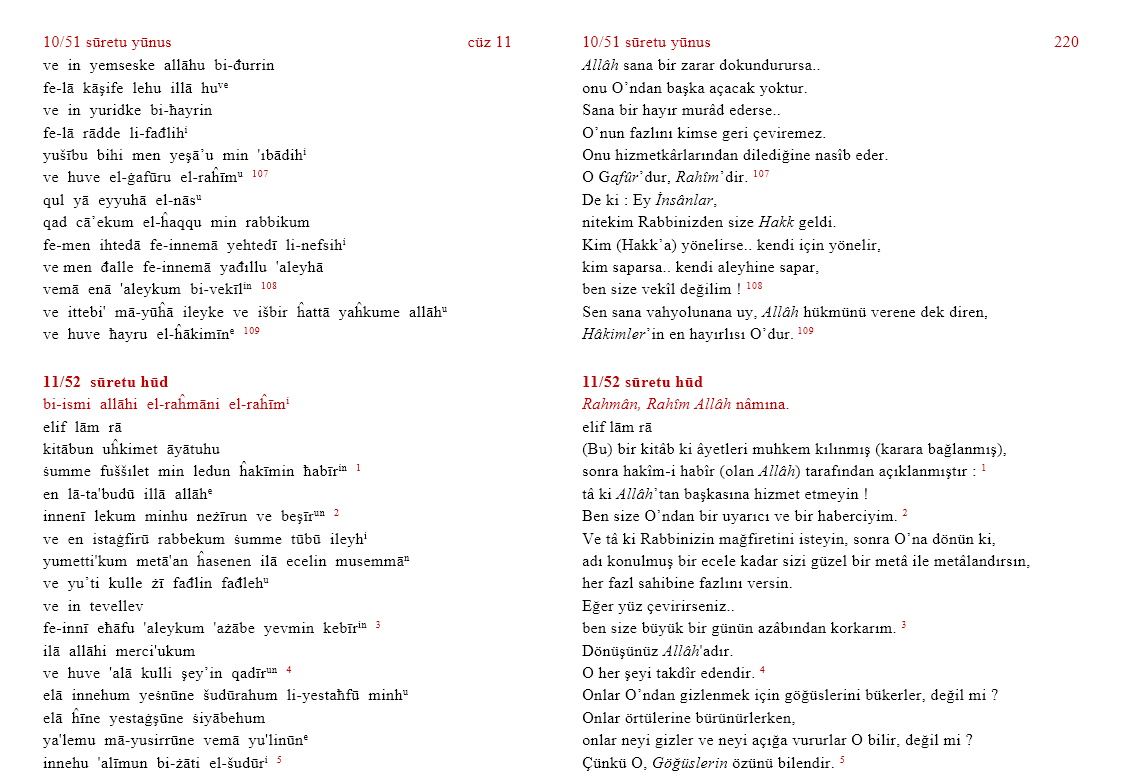 10/51 sūretu yūnus cüz 11
ve in yemseske allāhu bi-đurrin
fe-lā kāşife lehu illā huᵛᵉ
ve in yuridke bi-ħayrin
fe-lā rādde li-fađlihⁱ
yušību bihi men yeşā’u min 'ıbādihⁱ
ve huve el-ġafūru el-raĥīmᵘ 107
qul yā eyyuhā el-nāsᵘ
qad cā’ekum el-ĥaqqu min rabbikum
fe-men ihtedā fe-innemā yehtedī li-nefsihⁱ
ve men đalle fe-innemā yađıllu 'aleyhā
vemā enā 'aleykum bi-vekīlⁱⁿ 108
ve ittebi' mā-yūĥā ileyke ve išbir ĥattā yaĥkume allāhᵘ
ve huve ħayru el-ĥākimīnᵉ 109
11/52 sūretu hūd
bi-ismi allāhi el-raĥmāni el-raĥīmⁱ
elif lām rā
kitābun uĥkimet āyātuhu
ŝumme fuššılet min ledun ĥakīmin ħabīrⁱⁿ 1
en lā-ta'budū illā allāhᵉ
innenī lekum minhu neżīrun ve beşīrᵘⁿ 2
ve en istaġfirū rabbekum ŝumme tūbū ileyhⁱ
yumetti'kum metā'an ĥasenen ilā ecelin musemmāⁿ
ve yu’ti kulle żī fađlin fađlehᵘ
ve in tevellev
fe-innī eħāfu 'aleykum 'ażābe yevmin kebīrⁱⁿ 3
ilā allāhi merci'ukum
ve huve 'alā kulli şey’in qadīrᵘⁿ 4
elā innehum yeŝnūne šudūrahum li-yestaħfū minhᵘ
elā ĥīne yestaġşūne ŝiyābehum
ya'lemu mā-yusirrūne vemā yu'linūnᵉ
innehu 'alīmun bi-żāti el-šudūrⁱ 5
10/51 sūretu yūnus 220
Allâh sana bir zarar dokundurursa..
onu O’ndan başka açacak yoktur.
Sana bir hayır murâd ederse..
O’nun fazlını kimse geri çeviremez.
Onu hizmetkârlarından dilediğine nasîb eder.
O Gafûr’dur, Rahîm’dir. 107
De ki : Ey İnsânlar,
nitekim Rabbinizden size Hakk geldi.
Kim (Hakk’a) yönelirse.. kendi için yönelir,
kim saparsa.. kendi aleyhine sapar,
ben size vekîl değilim ! 108
Sen sana vahyolunana uy, Allâh hükmünü verene dek diren,
Hâkimler’in en hayırlısı O’dur. 109
11/52 sūretu hūd
Rahmân, Rahîm Allâh nâmına.
elif lām rā
(Bu) bir kitâb ki âyetleri muhkem kılınmış (karara bağlanmış),
sonra hakîm-i habîr (olan Allâh) tarafından açıklanmıştır : 1
tâ ki Allâh’tan başkasına hizmet etmeyin !
Ben size O’ndan bir uyarıcı ve bir haberciyim. 2
Ve tâ ki Rabbinizin mağfiretini isteyin, sonra O’na dönün ki,
adı konulmuş bir ecele kadar sizi güzel bir metâ ile metâlandırsın,
her fazl sahibine fazlını versin.
Eğer yüz çevirirseniz..
ben size büyük bir günün azâbından korkarım. 3
Dönüşünüz Allâh'adır.
O her şeyi takdîr edendir. 4
Onlar O’ndan gizlenmek için göğüslerini bükerler, değil mi ?
Onlar örtülerine bürünürlerken,
onlar neyi gizler ve neyi açığa vururlar O bilir, değil mi ?
Çünkü O, Göğüslerin özünü bilendir. 5